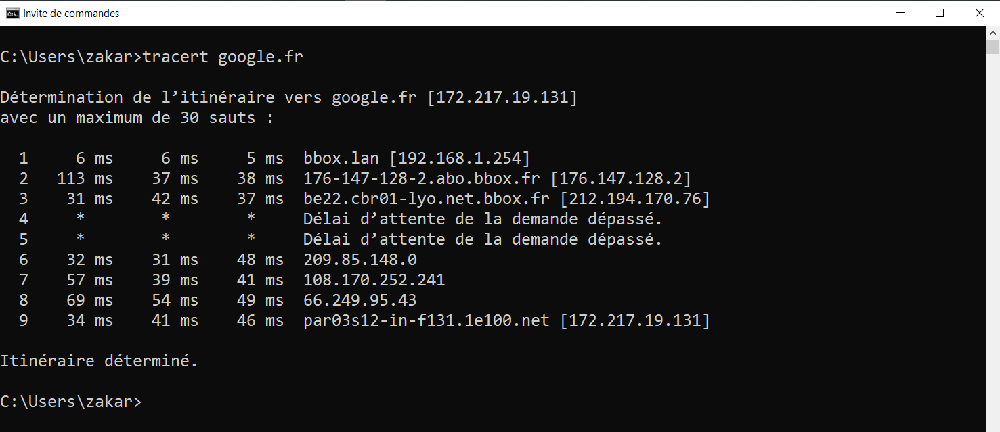 Invite de commandes
C:\Users\zakar>tracert google.fr
Détermination de l’itinéraire vers google.fr [172.217.19.131]
avec un maximum de 30 sauts :
1 6 ms 6 ms 5 ms bbox.lan [192.168.1.254]
2 113 ms 37 ms 38 ms 176-147-128-2.abo.bbox.fr [176.147.128.2]
3 31 ms 42 ms 37 ms be22.cbr01-lyo.net.bbox.fr [212.194.170.76]
4 * * * Délai d’attente de la demande dépassé.
5 * * * Délai d’attente de la demande dépassé.
6 32 ms 31 ms 48 ms 209.85.148.0
7 57 ms 39 ms 41 ms 108.170.252.241
8 69 ms 54 ms 49 ms 66.249.95.43
9 34 ms 41 ms 46 ms par03s12-in-f131.1e100.net [172.217.19.131]
Itinéraire déterminé.
C:\Users\zakar>